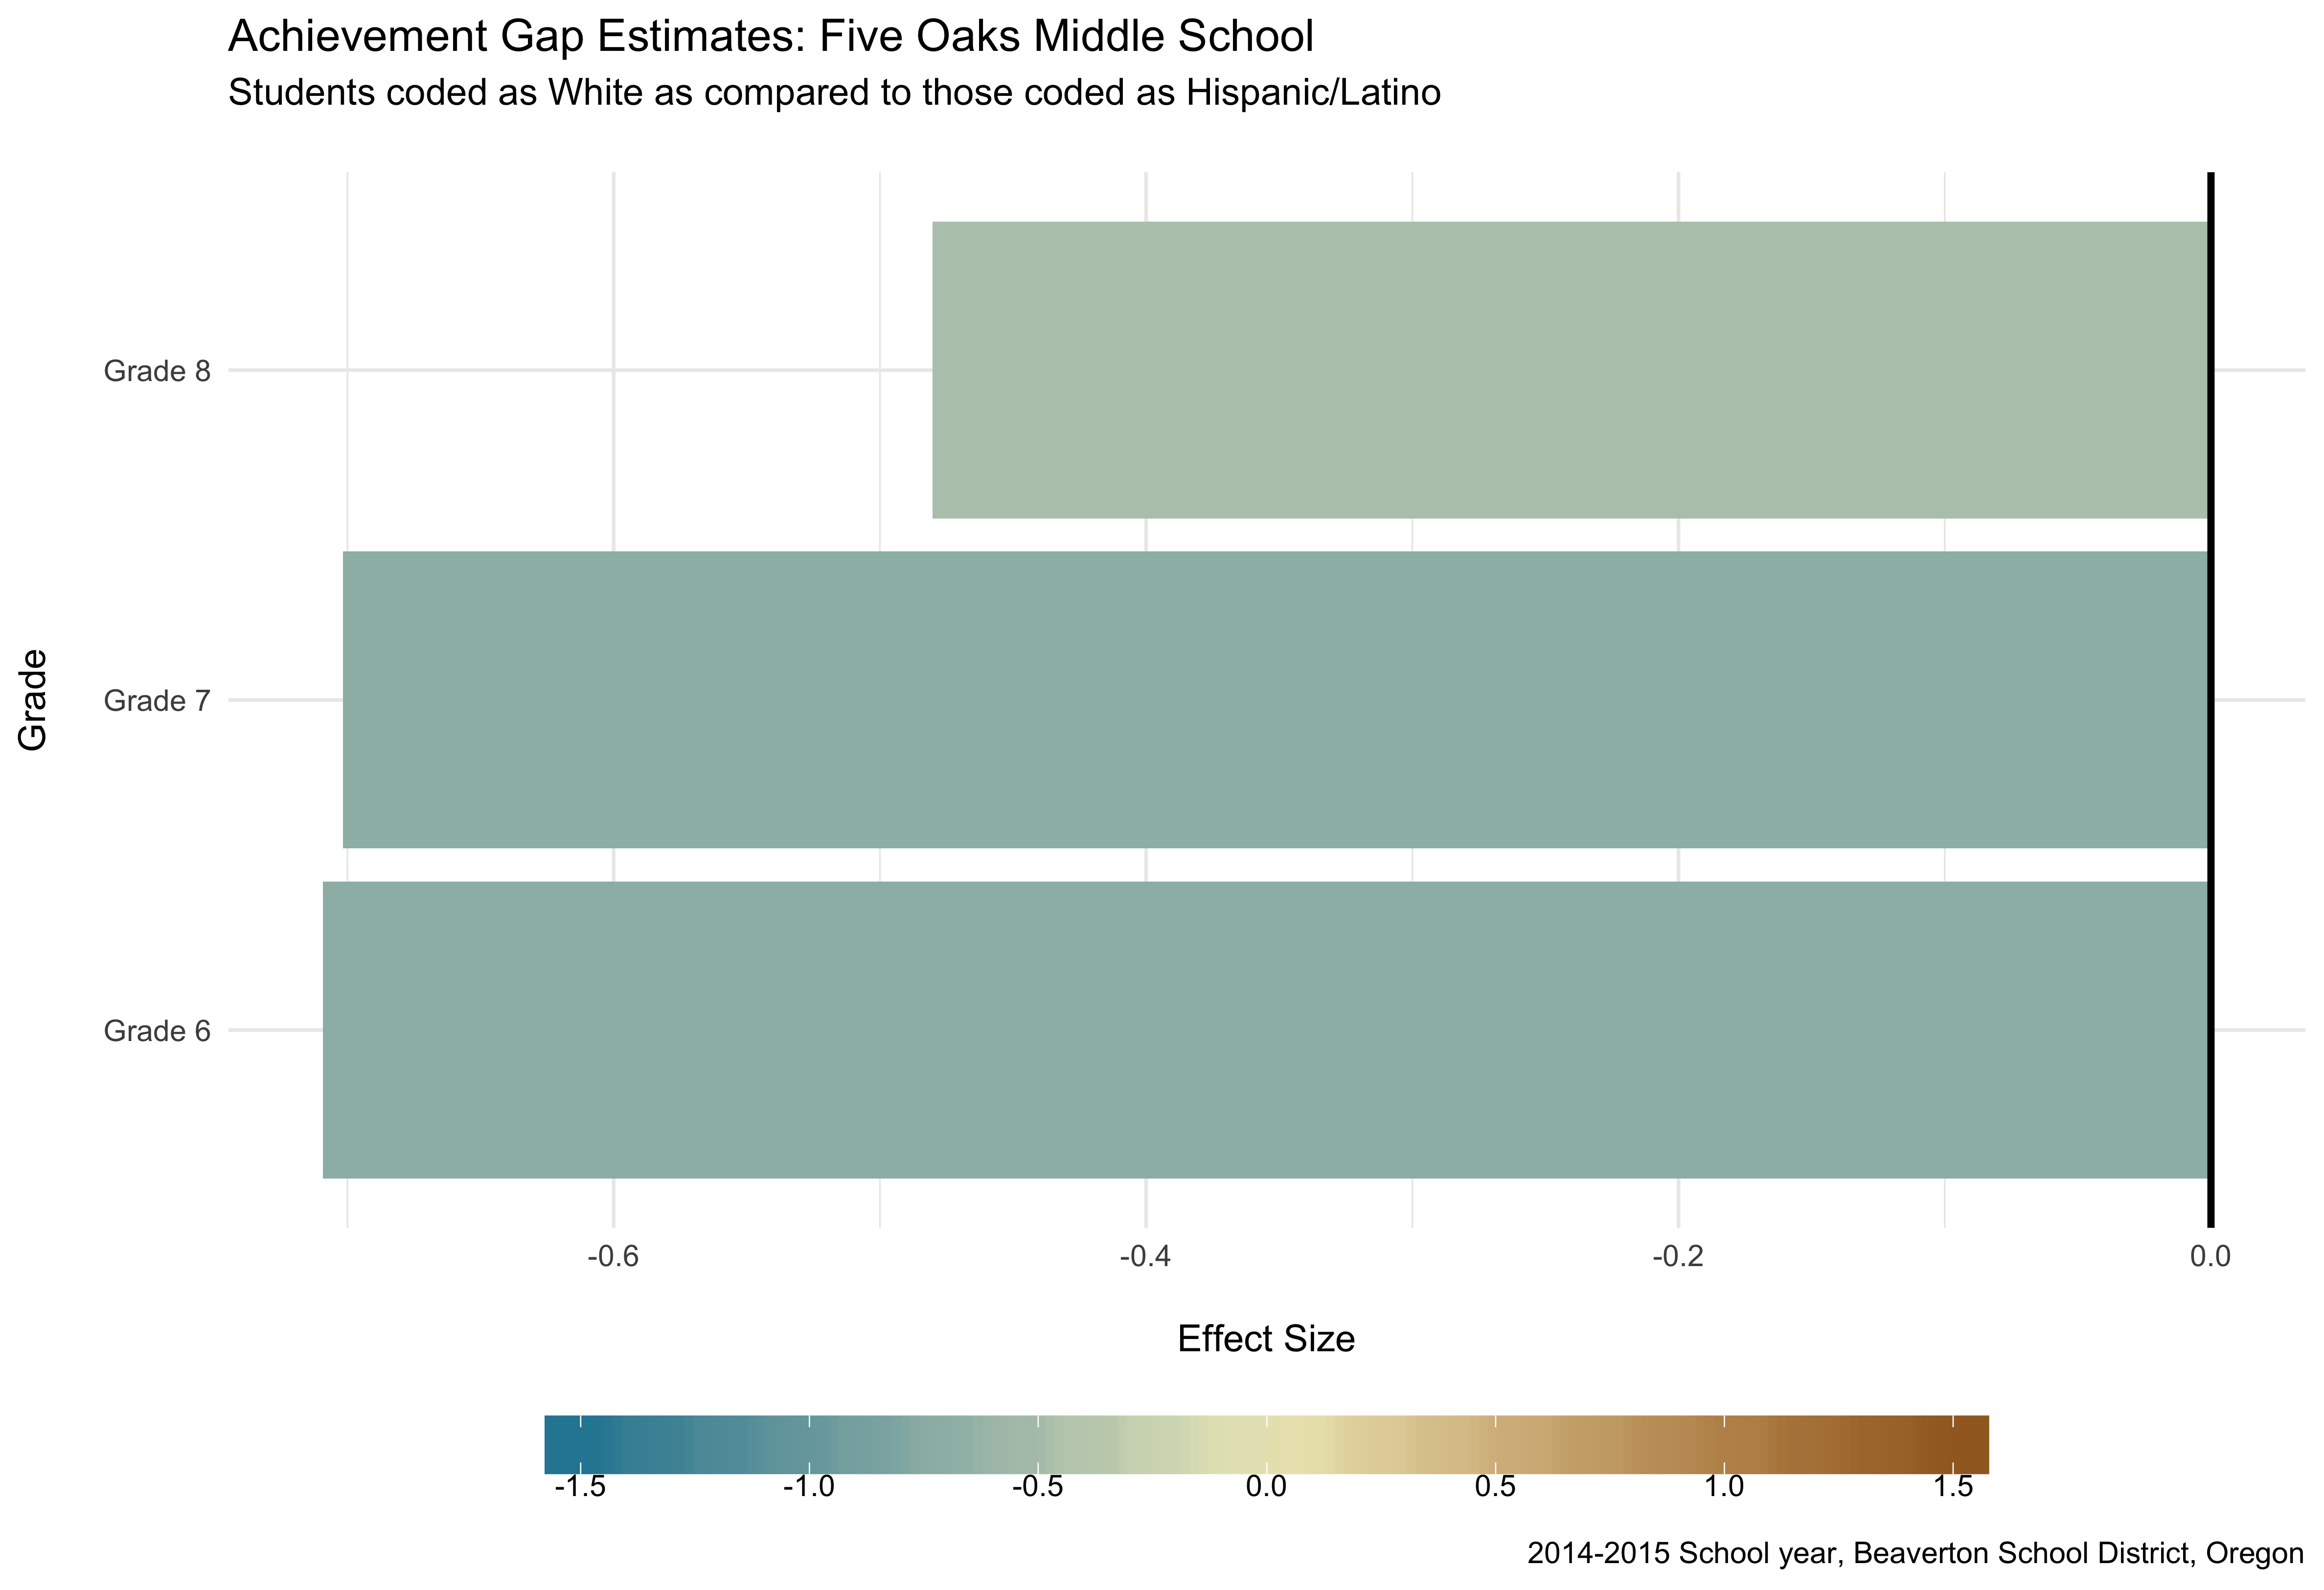 Achievement Gap Estimates: Five Oaks Middle School
Students coded as White as compared to those coded as Hispanic/Latino
Grade
Grade 8
Grade 7
Grade 6
-0.6 -0.4 -0.2 0.0
Effect Size
-1.5 -1.0 -0.5 0.0 0.5 1.0 1.5
2014-2015 School year, Beaverton School District, Oregon